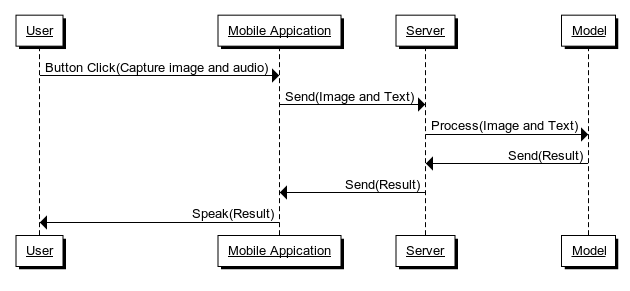 User Mobile Appication Server Model
Button Click(Capture image and audio)
Send(Image and Text)
Process(Image and Text)
Send(Result)
Send(Result)
Speak(Result)
User Mobile Appication Server Model